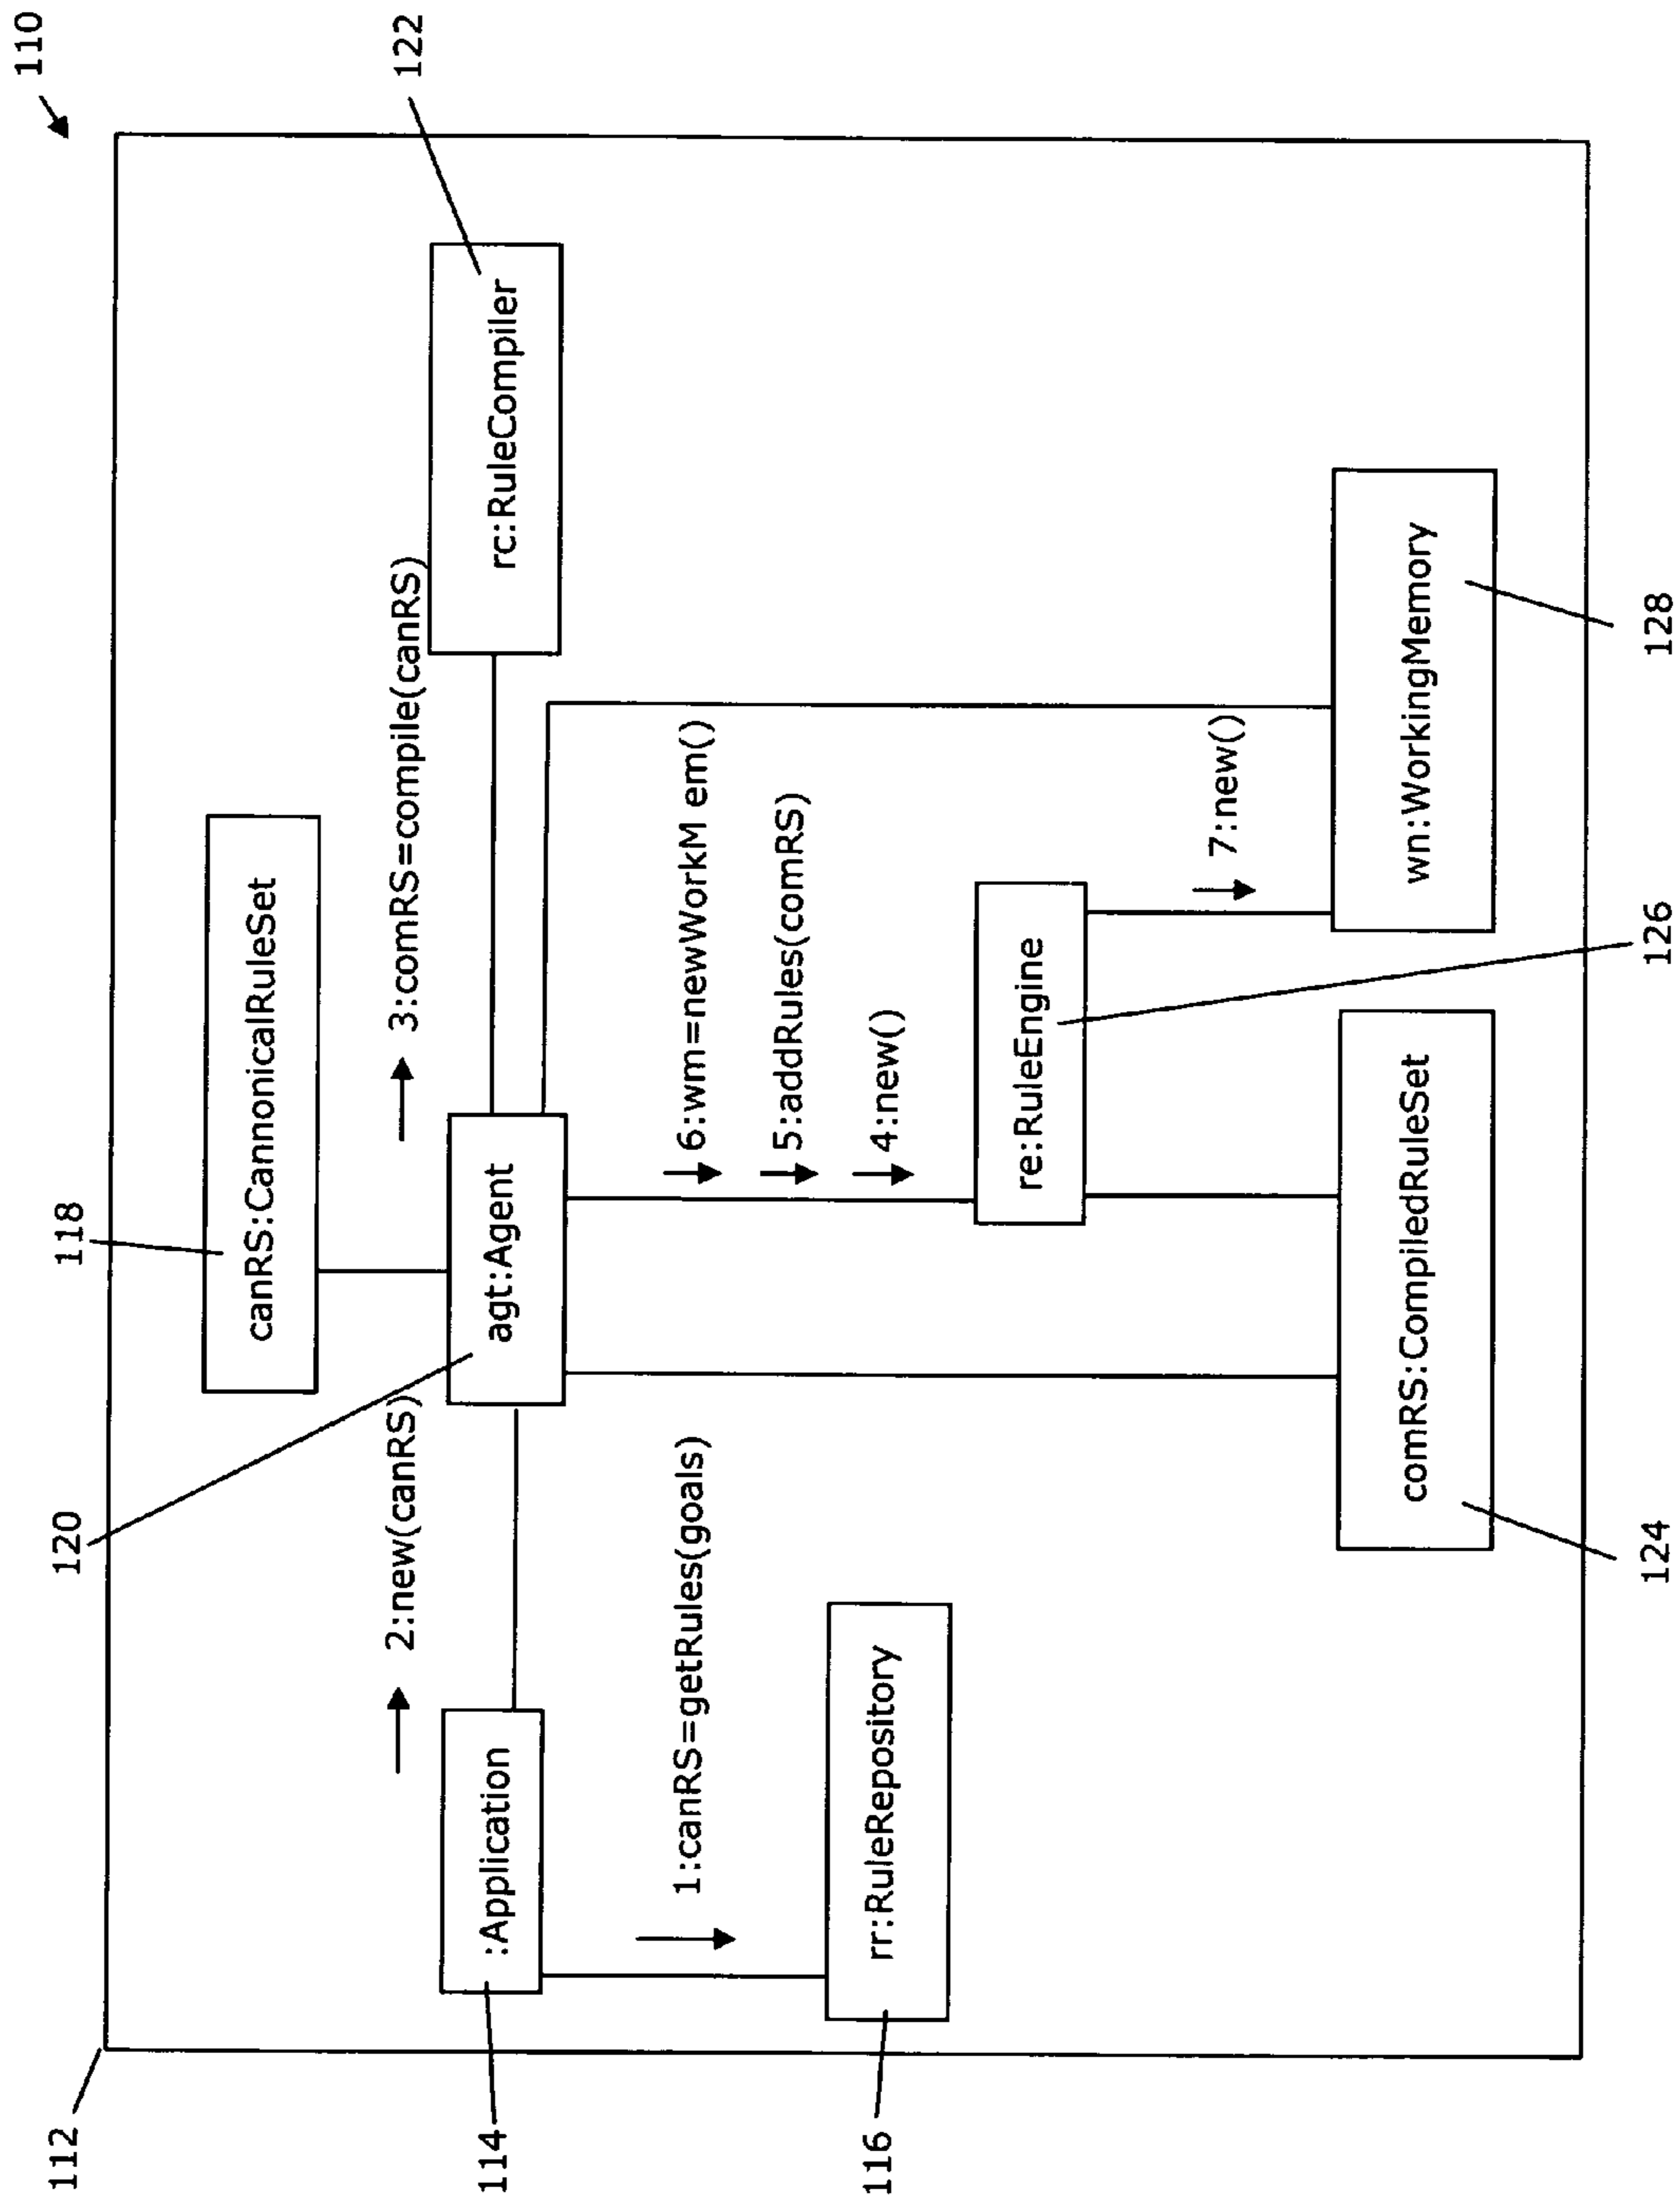 110
112
118
canRS:CannonicalRuleSet
120
122
2:new(canRS)
3:comRS=compile(canRS)
114
:Application
agt:Agent
rc:RuleCompiler
1:canRS=getRules(goals)
6:wm=newWorkM em()
5:addRules(comRS)
4:new()
116
rr:RuleRepository
re:RuleEngine
7:new()
comRS:CompiledRuleSet
wn:WorkingMemory
124
126
128